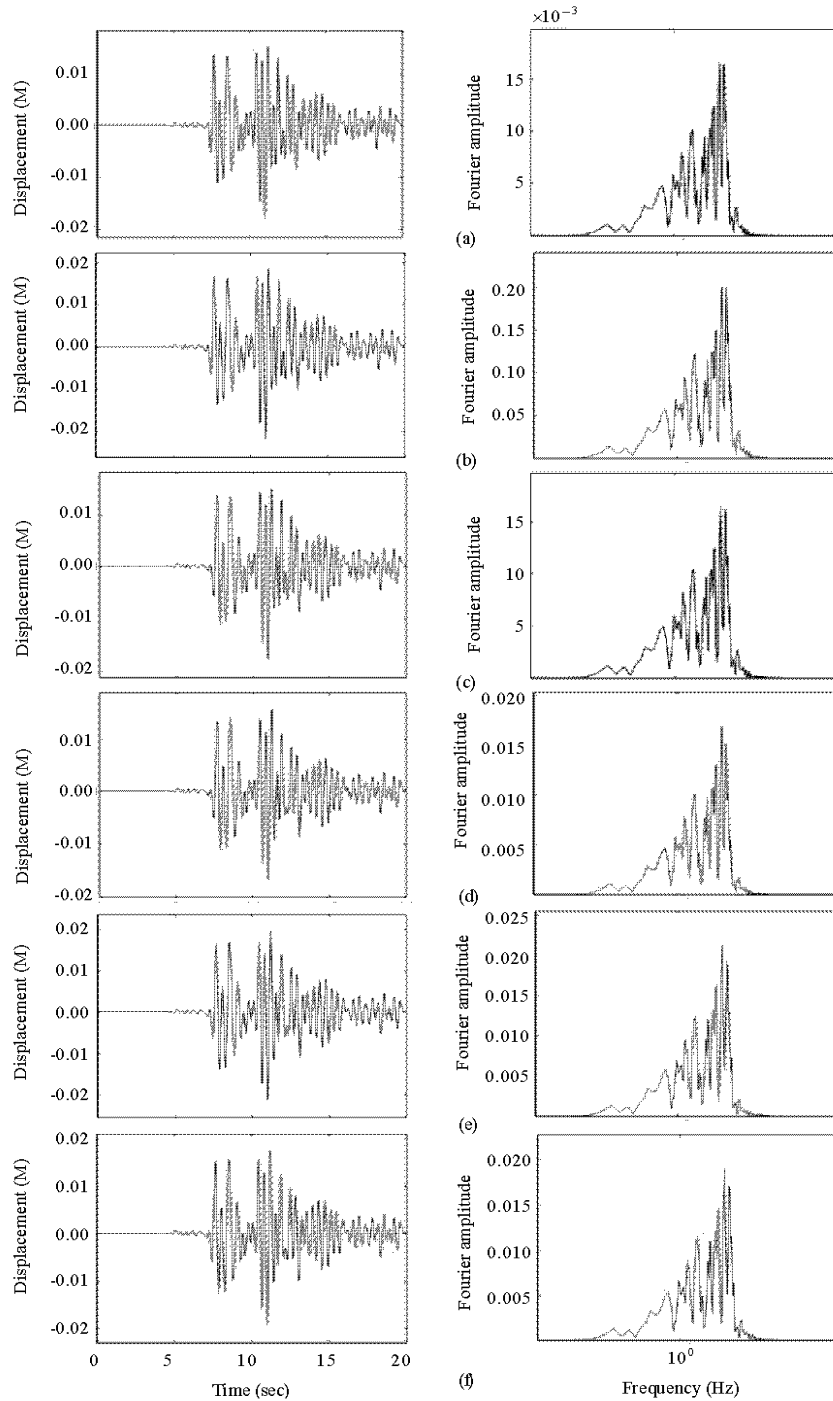 Displacement (M)
0.01
0.00
-0.01
-0.02
×10⁻³
Fourier amplitude
15
10
5
(a)
Displacement (M)
0.02
0.01
0.00
-0.01
-0.02
Fourier amplitude
0.20
0.15
0.10
0.05
(b)
Displacement (M)
0.01
0.00
-0.01
-0.02
Fourier amplitude
15
10
5
(c)
Displacement (M)
0.01
0.00
-0.01
-0.02
Fourier amplitude
0.020
0.015
0.010
0.005
(d)
Displacement (M)
0.02
0.01
0.00
-0.01
-0.02
Fourier amplitude
0.025
0.020
0.015
0.010
0.005
(e)
Displacement (M)
0.02
0.01
0.00
-0.01
-0.02
0 5 10 15 20
Time (sec)
Fourier amplitude
0.020
0.015
0.010
0.005
10⁰
(f)
Frequency (Hz)